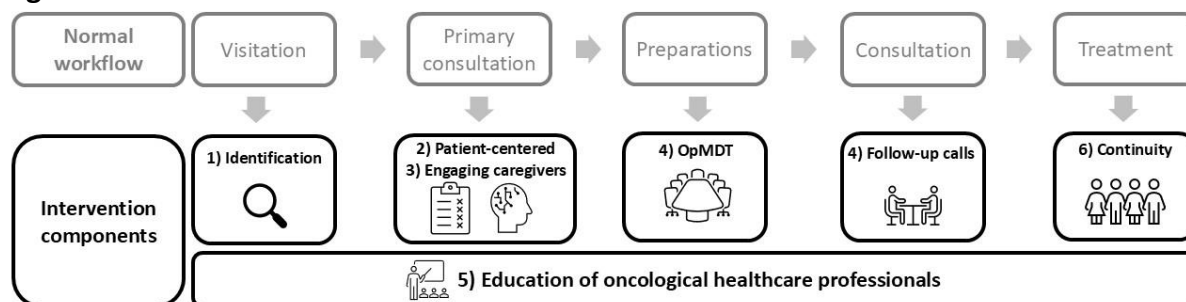 Normal
workflow
Visitation
Primary
consultation
Preparations
Consultation
Treatment
Intervention
components
1) Identification
2) Patient-centered
3) Engaging caregivers
4) OpMDT
4) Follow-up calls
6) Continuity
5) Education of oncological healthcare professionals